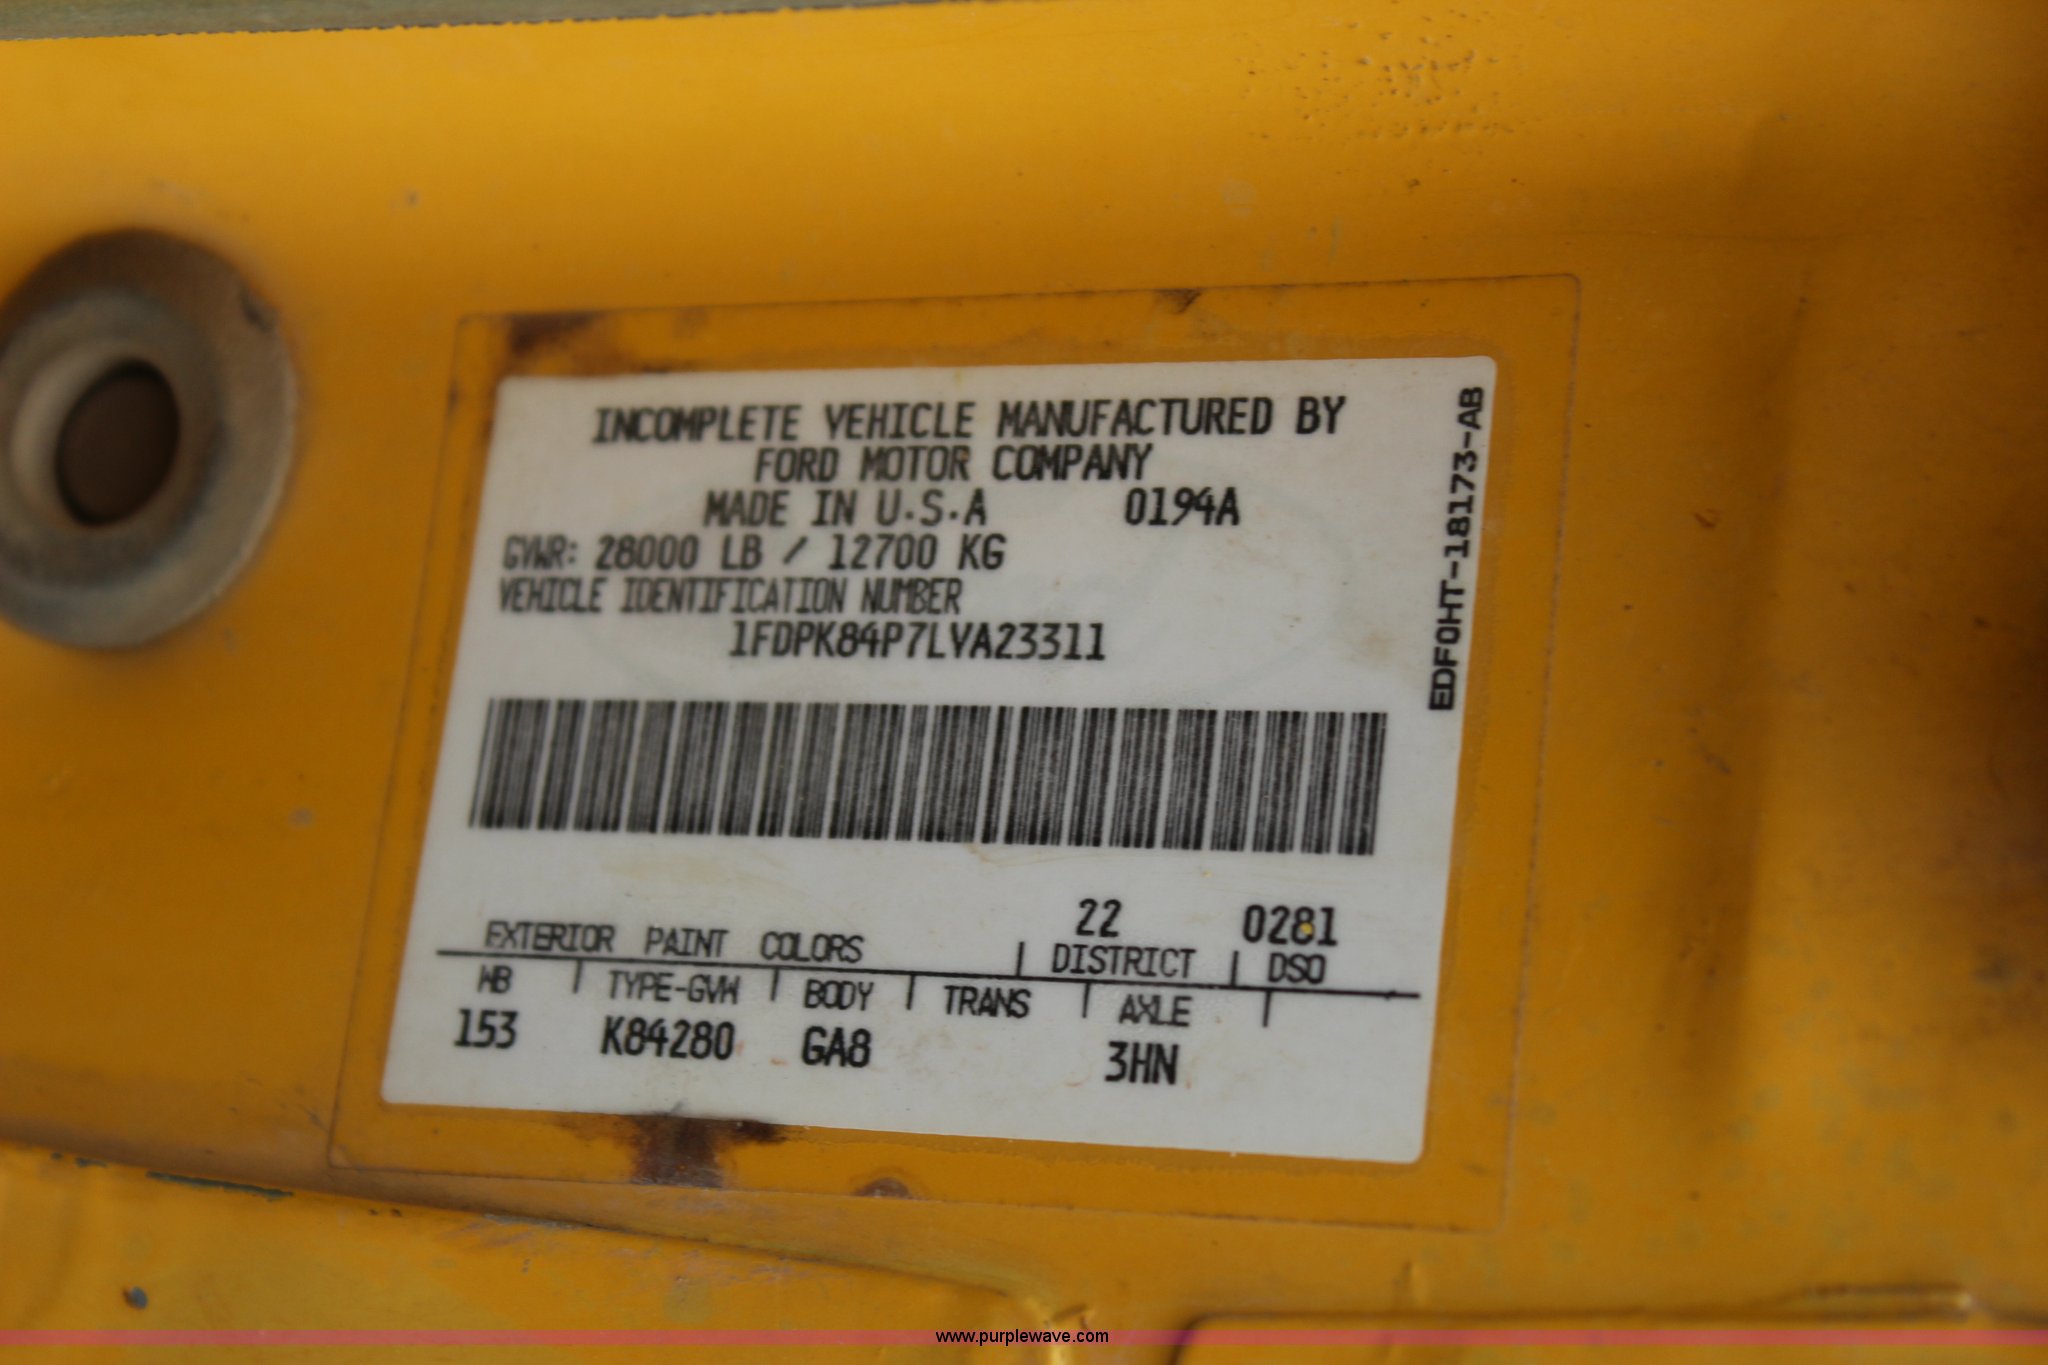 INCOMPLETE VEHICLE MANUFACTURED BY
FORD MOTOR COMPANY
MADE IN U.S.A 0194A
GVWR: 28000 LB / 12700 KG
VEHICLE IDENTIFICATION NUMBER
1FDPK84P7LVA23311
EDF0HT-18173-AB
22 0281
EXTERIOR PAINT COLORS DISTRICT DSO
WB TYPE-GVW BODY TRANS AXLE
153 K84280 GA8 3HN
www.purplewave.com